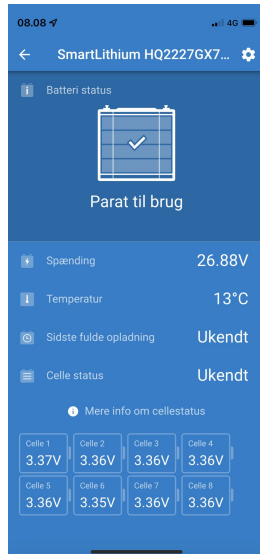 08.08 4G
SmartLithium HQ2227GX7...
Batteri status
Parat til brug
Spænding 26.88V
Temperatur 13°C
Sidste fulde opladning Ukendt
Celle status Ukendt
Mere info om cellestatus
Celle 1 Celle 2 Celle 3 Celle 4
3.37V 3.36V 3.36V 3.36V
Celle 5 Celle 6 Celle 7 Celle 8
3.36V 3.35V 3.36V 3.36V